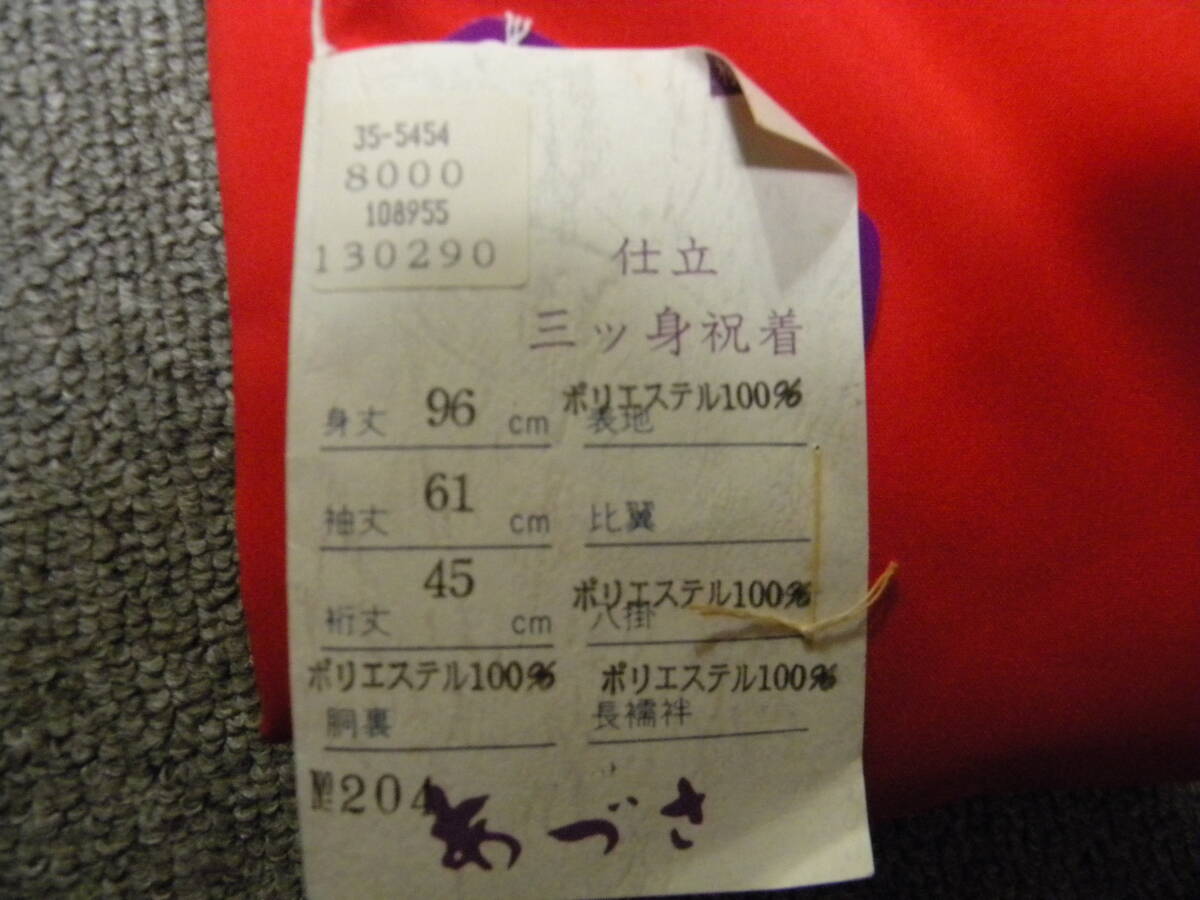 35-5454
8000
108955
130290
仕立
三ッ身祝着
身丈 96 cm
袖丈 61 cm
裄丈 45 cm
ポリエステル100%
胴裏
ポリエステル100%
表地
比翼
ポリエステル100%
八掛
ポリエステル100%
長襦袢
№204
あづさ